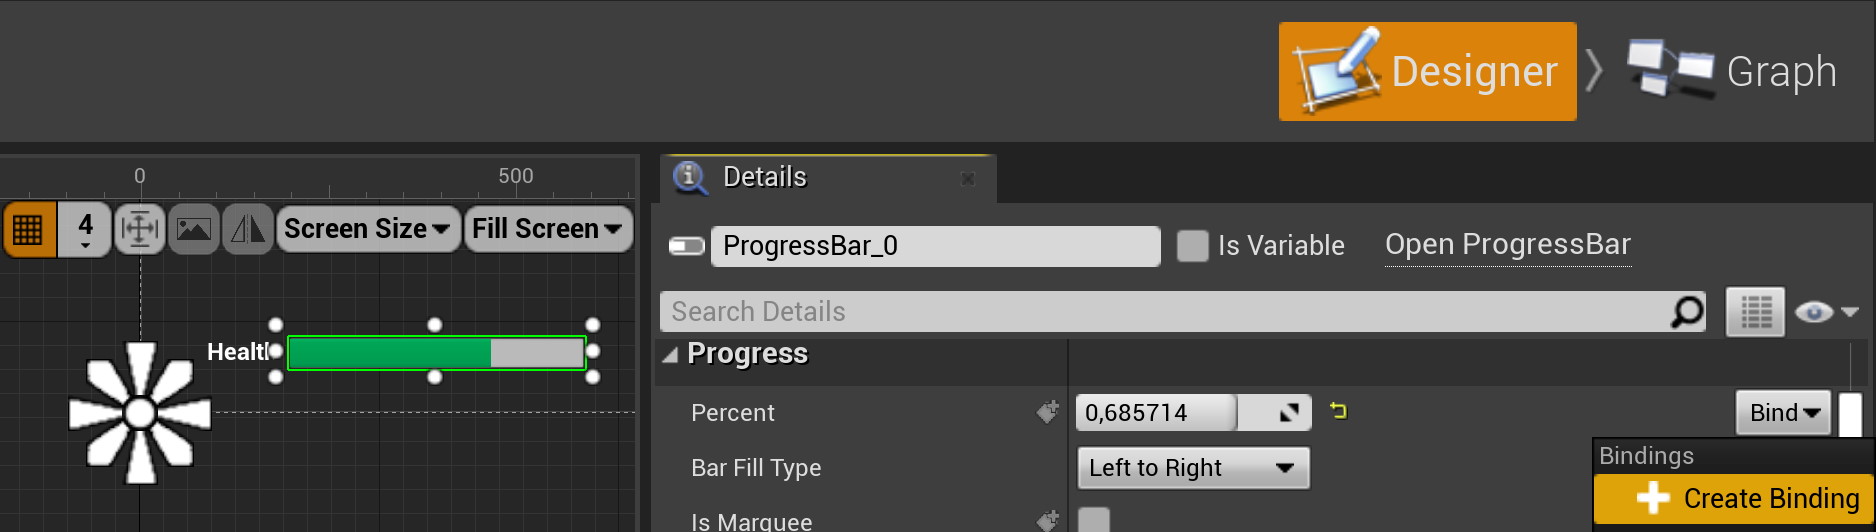 Designer
Graph
0
500
Details
4
Screen Size
Fill Screen
ProgressBar_0
Is Variable
Open ProgressBar
Search Details
Progress
Percent
0,685714
Bind
Bar Fill Type
Left to Right
Bindings
Create Binding
Is Marquee